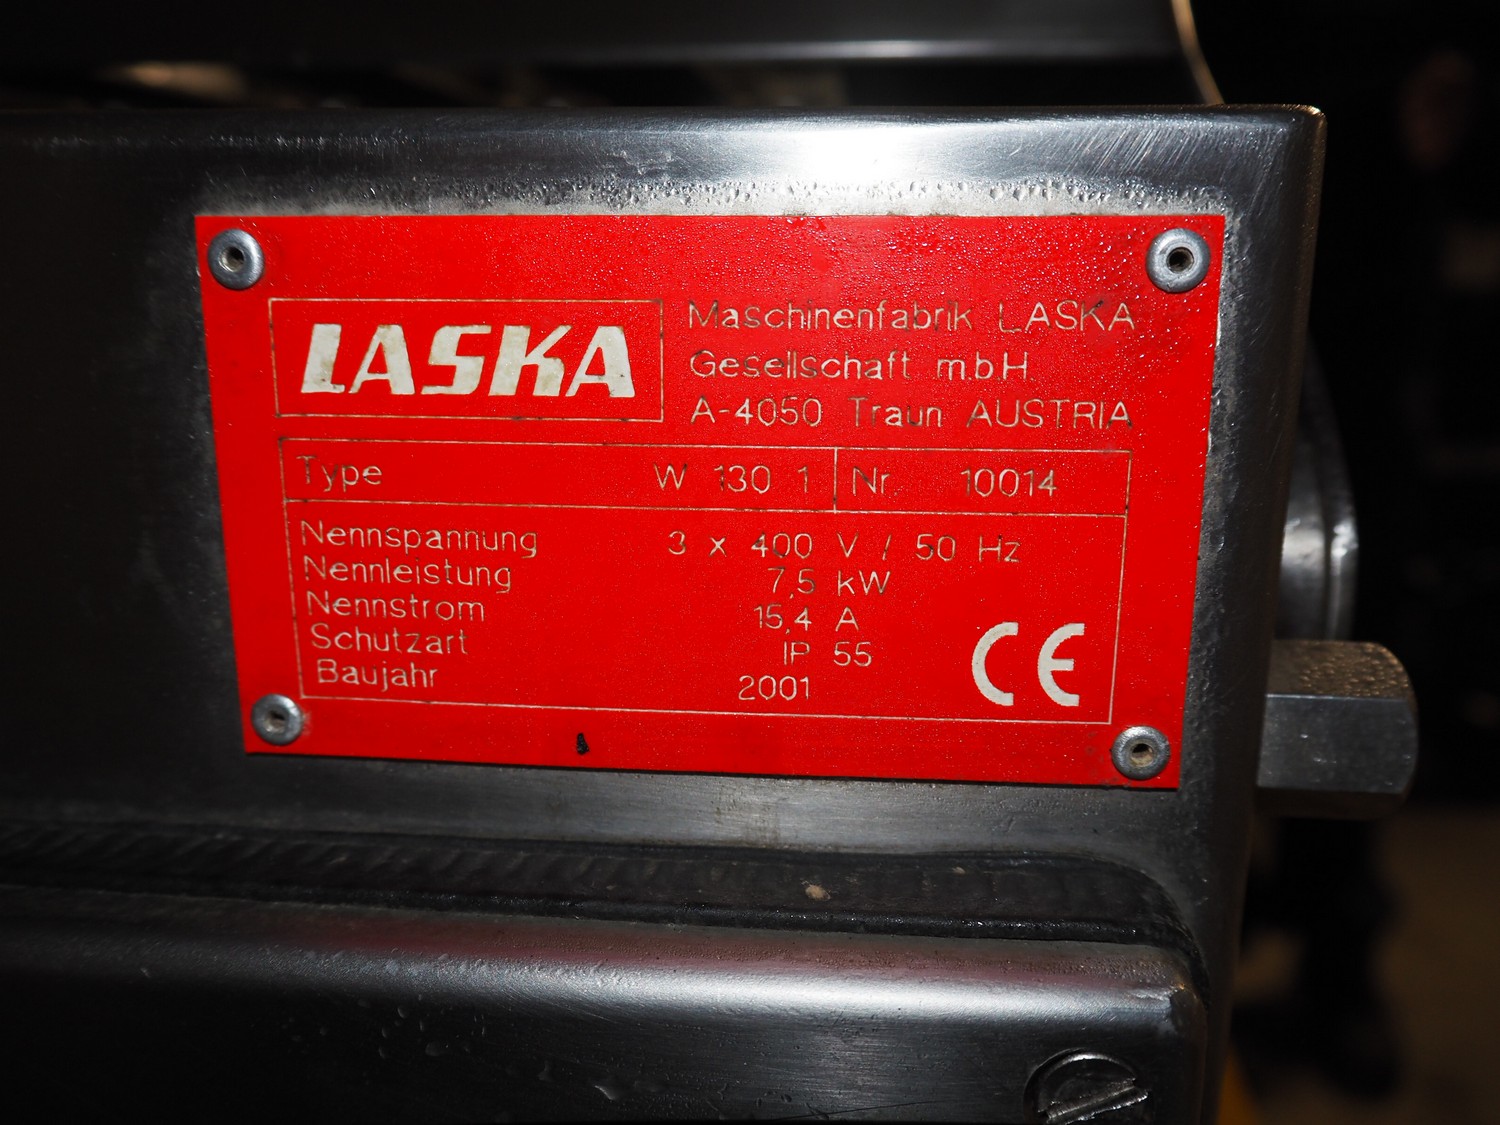 LASKA
Maschinenfabrik LASKA
Gesellschaft m.b.H.
A-4050 Traun AUSTRIA
Type W 130 1 Nr. 10014
Nennspannung 3 x 400 V / 50 Hz
Nennleistung 7,5 kW
Nennstrom 15,4 A
Schutzart IP 55
Baujahr 2001
CE